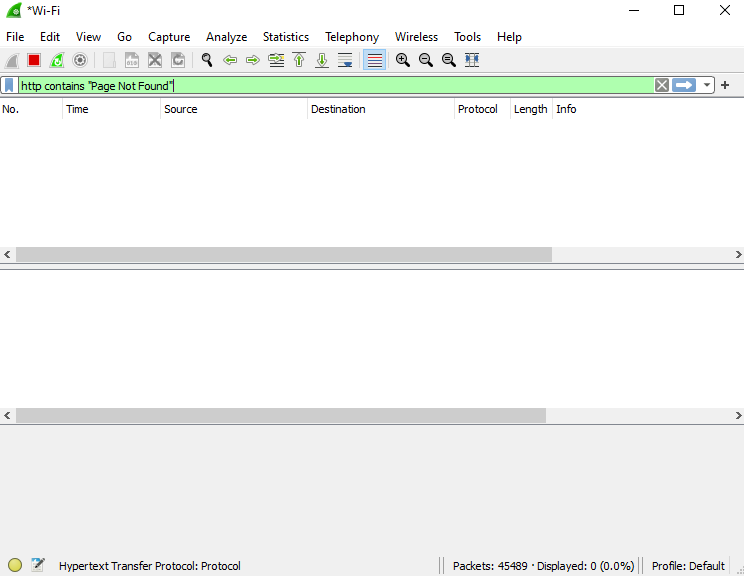 *Wi-Fi
File Edit View Go Capture Analyze Statistics Telephony Wireless Tools Help
http contains "Page Not Found"
No. Time Source Destination Protocol Length Info
Hypertext Transfer Protocol: Protocol Packets: 45489 · Displayed: 0 (0.0%) Profile: Default